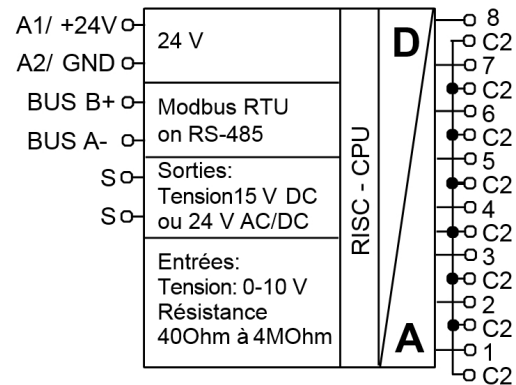 A1/ +24V
A2/ GND
BUS B+
BUS A-
S
S
24 V
Modbus RTU
on RS-485
Sorties:
Tension15 V DC
ou 24 V AC/DC
Entrées:
Tension: 0-10 V
Résistance
40Ohm à 4MOhm
RISC - CPU
D
A
8
C2
7
C2
6
C2
5
C2
4
C2
3
C2
2
C2
1
C2